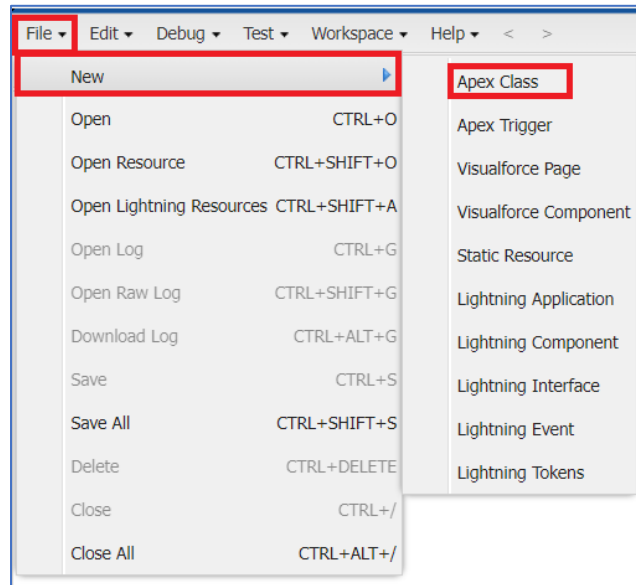 File ▾ Edit ▾ Debug ▾ Test ▾ Workspace ▾ Help ▾ < >
New
Open CTRL+O
Open Resource CTRL+SHIFT+O
Open Lightning Resources CTRL+SHIFT+A
Open Log CTRL+G
Open Raw Log CTRL+SHIFT+G
Download Log CTRL+ALT+G
Save CTRL+S
Save All CTRL+SHIFT+S
Delete CTRL+DELETE
Close CTRL+/
Close All CTRL+ALT+/
Apex Class
Apex Trigger
Visualforce Page
Visualforce Component
Static Resource
Lightning Application
Lightning Component
Lightning Interface
Lightning Event
Lightning Tokens